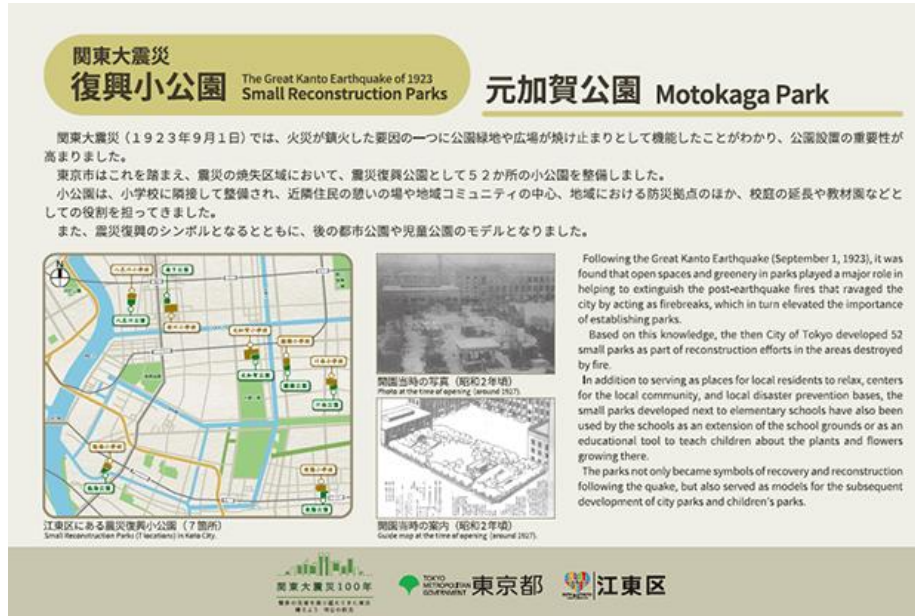 関東大震災
復興小公園
The Great Kanto Earthquake of 1923
Small Reconstruction Parks
元加賀公園 Motokaga Park
関東大震災（1923年9月1日）では、火災が鎮火した要因の一つに公園緑地や広場が焼け止まりとして機能したことがわかり、公園設置の重要性が
高まりました。
東京市はこれを踏まえ、震災の焼失区域において、震災復興公園として52か所の小公園を整備しました。
小公園は、小学校に隣接して整備され、近隣住民の憩いの場や地域コミュニティの中心、地域における防災拠点のほか、校庭の延長や教材園などと
しての役割を担ってきました。
また、震災復興のシンボルとなるとともに、後の都市公園や児童公園のモデルとなりました。
N
江東区にある震災復興小公園（7箇所）
Small Reconstruction Parks (7 locations) in Koto City.
開園当時の写真（昭和2年頃）
Photo at the time of opening (around 1927).
開園当時の案内（昭和2年頃）
Guide map at the time of opening (around 1927).
Following the Great Kanto Earthquake (September 1, 1923), it was
found that open spaces and greenery in parks played a major role in
helping to extinguish the post-earthquake fires that ravaged the
city by acting as firebreaks, which in turn elevated the importance
of establishing parks.
Based on this knowledge, the then City of Tokyo developed 52
small parks as part of reconstruction efforts in the areas destroyed
by fire.
In addition to serving as places for local residents to relax, centers
for the local community, and local disaster prevention bases, the
small parks developed next to elementary schools have also been
used by the schools as an extension of the school grounds or as an
educational tool to teach children about the plants and flowers
growing there.
The parks not only became symbols of recovery and reconstruction
following the quake, but also served as models for the subsequent
development of city parks and children's parks.
関東大震災100年
TOKYO
METROPOLITAN
GOVERNMENT
東京都
江東区